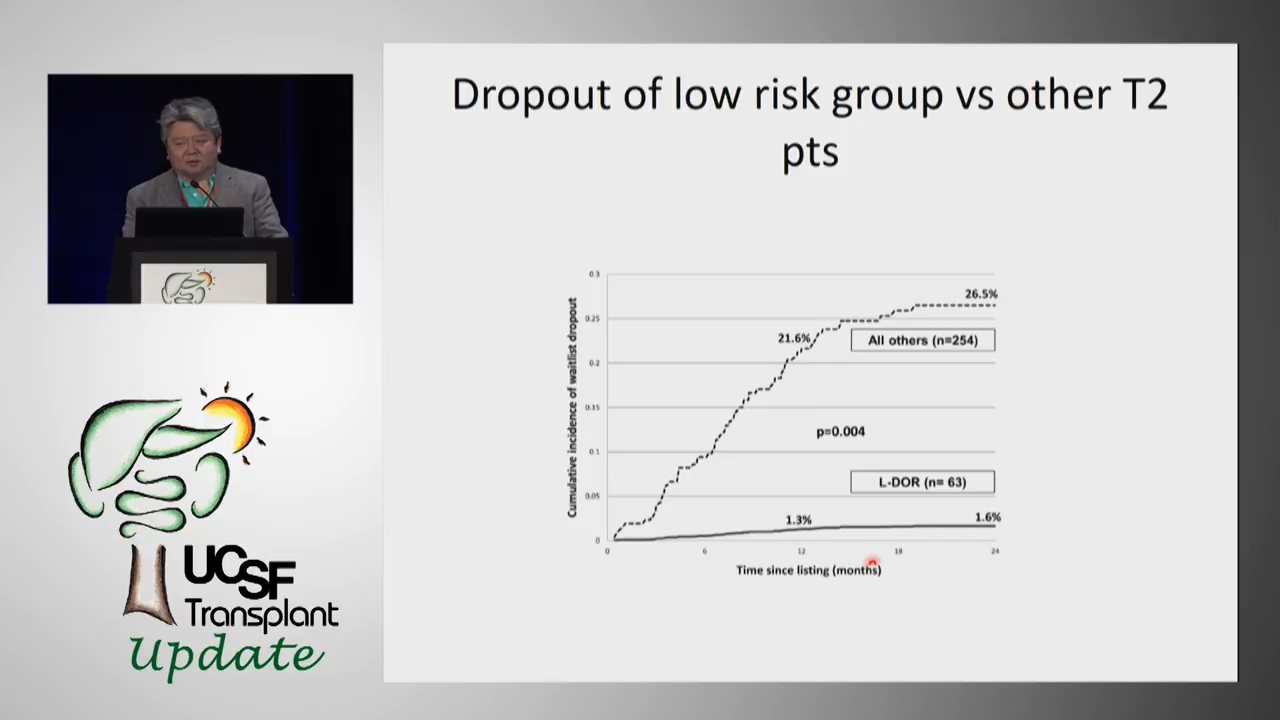 Dropout of low risk group vs other T2
pts
0.3
0.25
0.2
0.15
0.1
0.05
0
Cumulative incidence of waitlist dropout
26.5%
21.6%
All others (n=254)
p=0.004
L-DOR (n= 63)
1.3%
1.6%
0
6
12
18
24
Time since listing (months)
UCSF
Transplant
Update